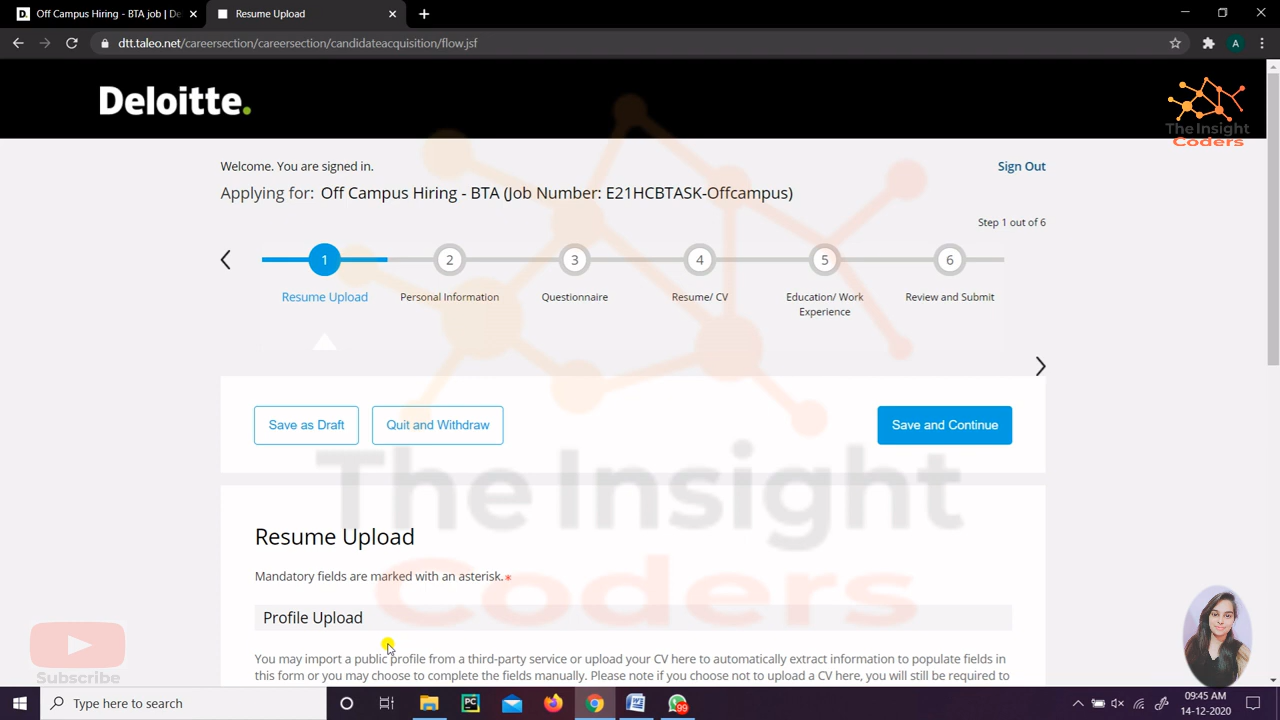 Off Campus Hiring - BTA job | De
Resume Upload
dtt.taleo.net/careersection/careersection/candidateacquisition/flow.jsf
A
Deloitte.
The Insight
Coders
Welcome. You are signed in.
Sign Out
Applying for: Off Campus Hiring - BTA (Job Number: E21HCBTASK-Offcampus)
Step 1 out of 6
1 2 3 4 5 6
Resume Upload Personal Information Questionnaire Resume/ CV Education/ Work Review and Submit
Experience
Save as Draft Quit and Withdraw Save and Continue
The Insight
Coders
Resume Upload
Mandatory fields are marked with an asterisk.*
Profile Upload
You may import a public profile from a third-party service or upload your CV here to automatically extract information to populate fields in
this form or you may choose to complete the fields manually. Please note if you choose not to upload a CV here, you will still be required to
Subscribe
Type here to search
PC
W
99
09:45 AM
14-12-2020